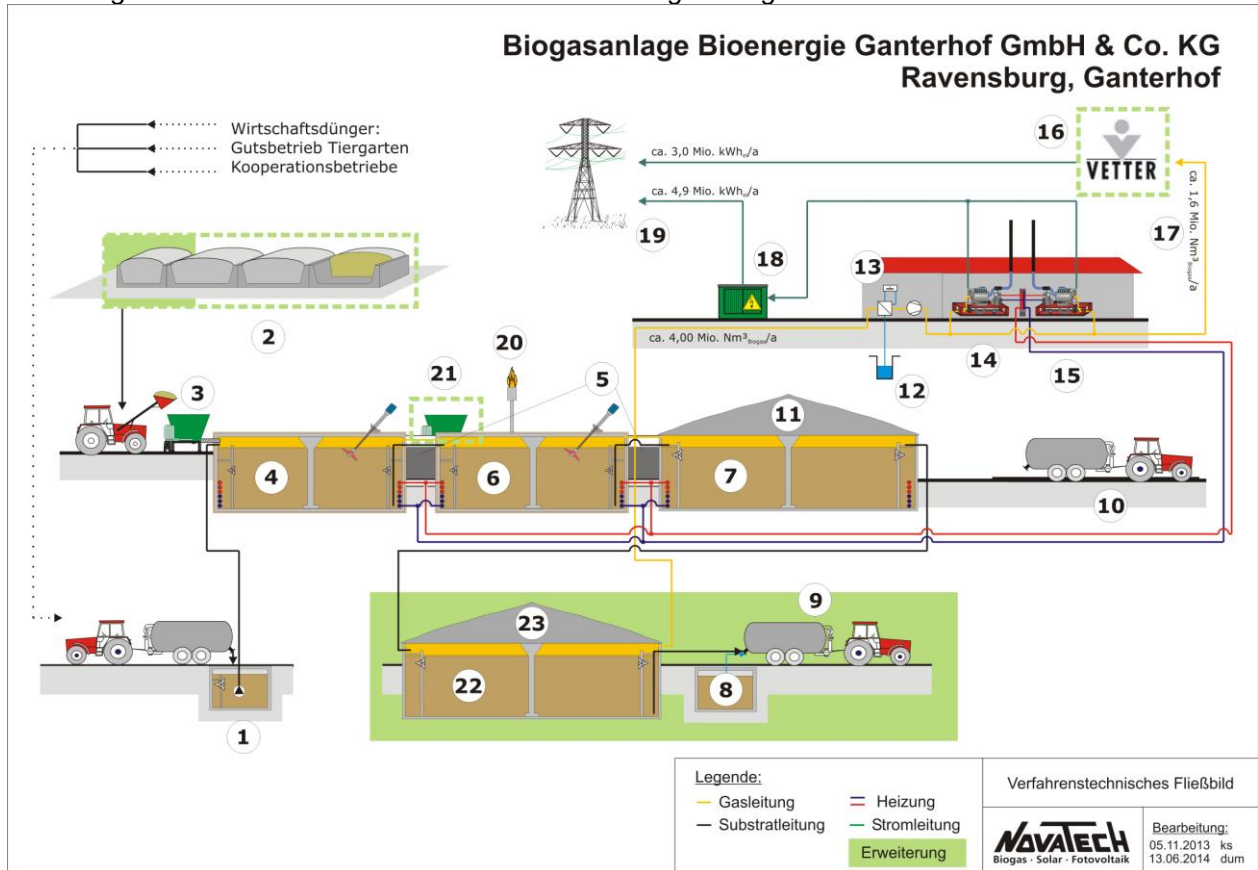 Biogasanlage Bioenergie Ganterhof GmbH & Co. KG
Ravensburg, Ganterhof
Wirtschaftsdünger:
Gutsbetrieb Tiergarten
Kooperationsbetriebe
16
VETTER
ca. 3,0 Mio. kWhel/a
ca. 4,9 Mio. kWhel/a
ca. 1,6 Mio. Nm³Biogas/a
17
19
18
13
2
ca. 4,00 Mio. Nm³Biogas/a
20
14
15
12
21
5
3
11
4
6
7
10
9
23
22
8
1
Legende:
Gasleitung
Heizung
Substratleitung
Stromleitung
Erweiterung
Verfahrenstechnisches Fließbild
NOVATECH
Biogas · Solar · Fotovoltaik
Bearbeitung:
05.11.2013 ks
13.06.2014 dum